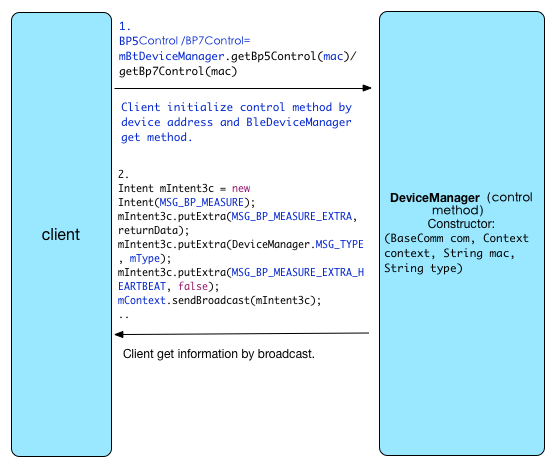 client
1.
BP5Control /BP7Control=
mBtDeviceManager.getBp5Control(mac)/
getBp7Control(mac)
Client initialize control method by
device address and BleDeviceManager
get method.
2.
Intent mIntent3c = new
Intent(MSG_BP_MEASURE);
mIntent3c.putExtra(MSG_BP_MEASURE_EXTRA,
returnData);
mIntent3c.putExtra(DeviceManager.MSG_TYPE
, mType);
mIntent3c.putExtra(MSG_BP_MEASURE_EXTRA_H
EARTBEAT, false);
mContext.sendBroadcast(mIntent3c);
..
Client get information by broadcast.
DeviceManager (control
method)
Constructor:
(BaseComm com, Context
context, String mac,
String type)